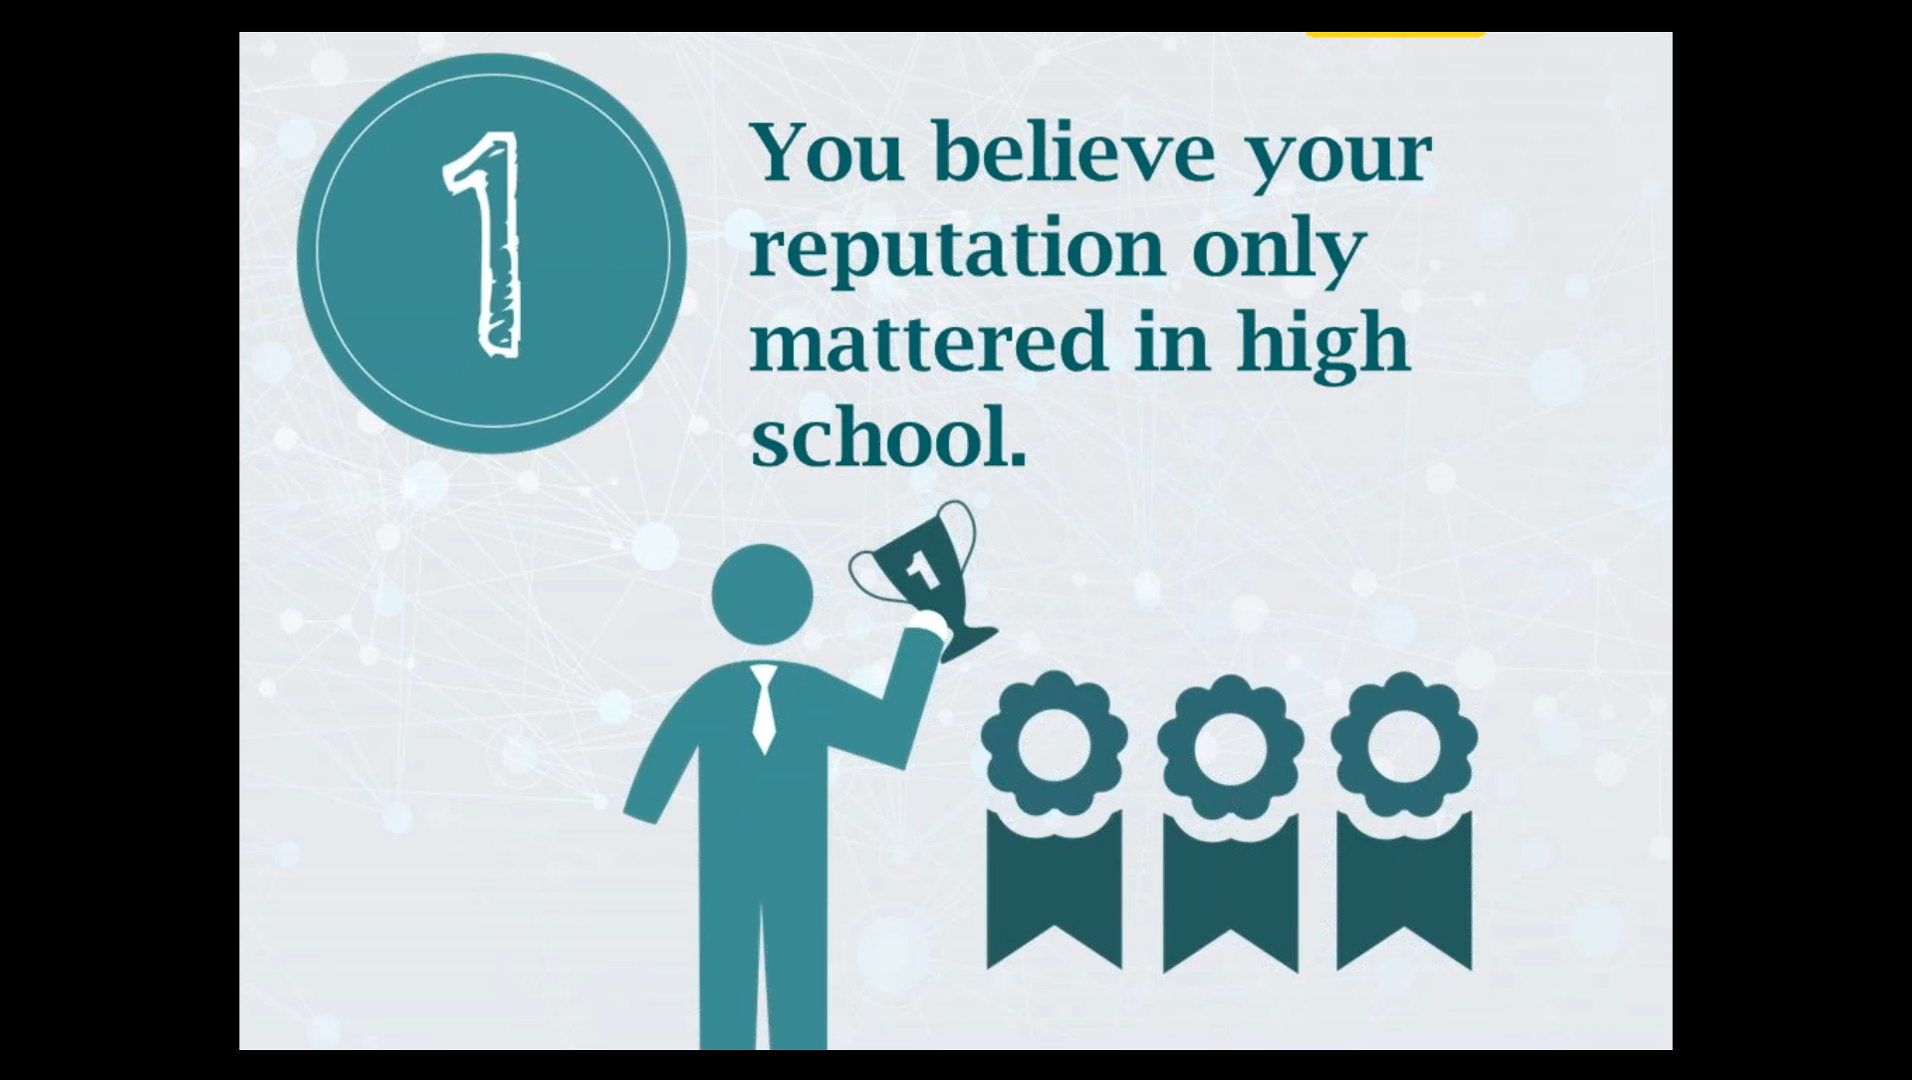 1
You believe your
reputation only
mattered in high
school.
1